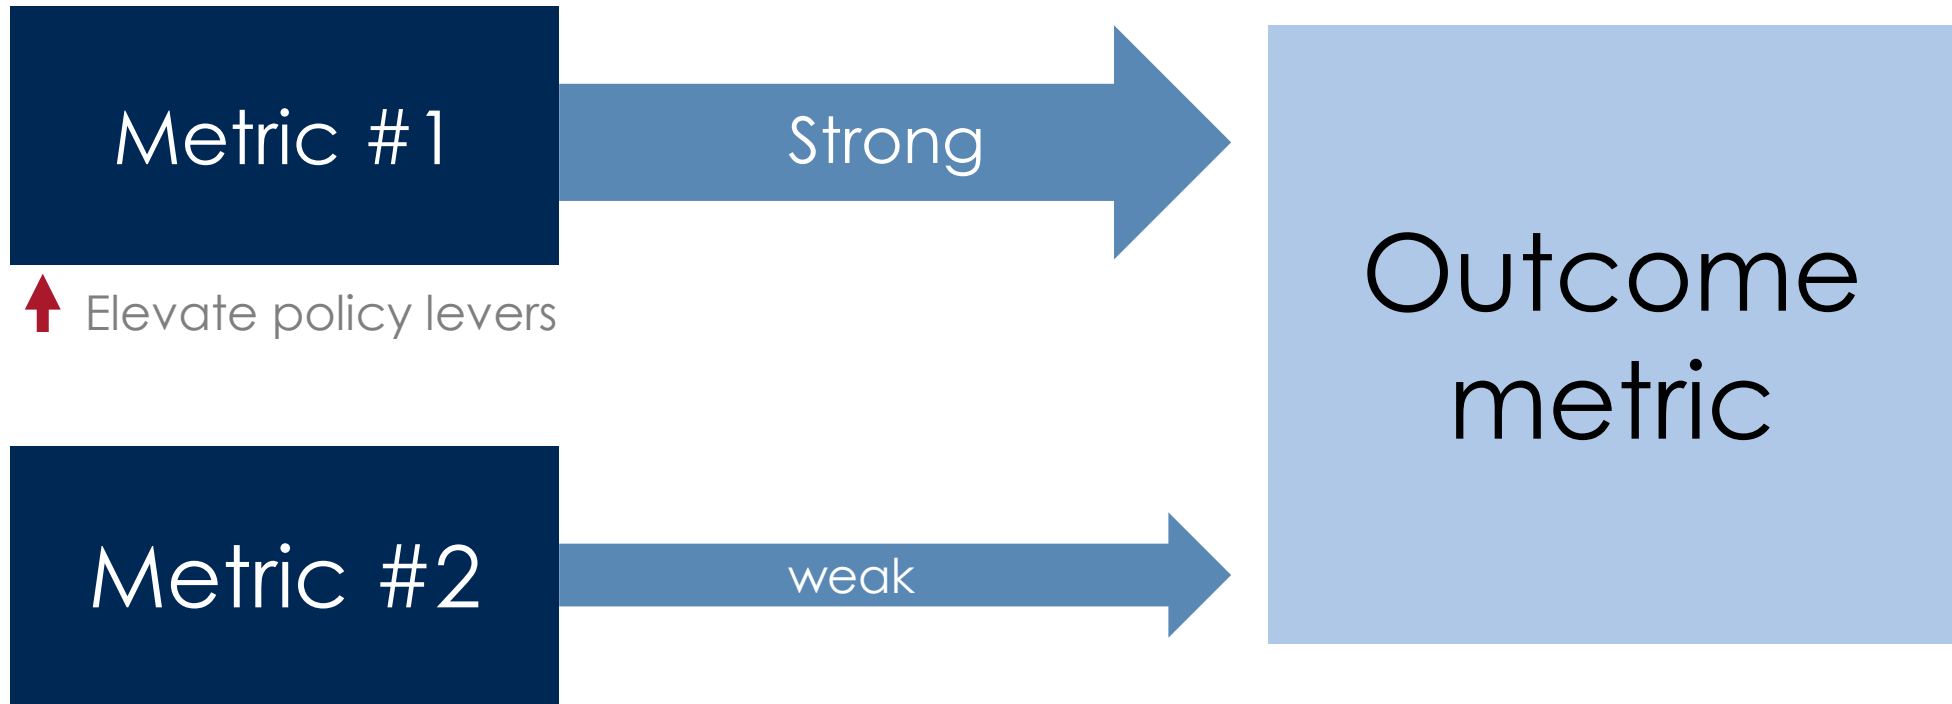 Metric #1
Strong
Elevate policy levers
Outcome
metric
Metric #2
weak